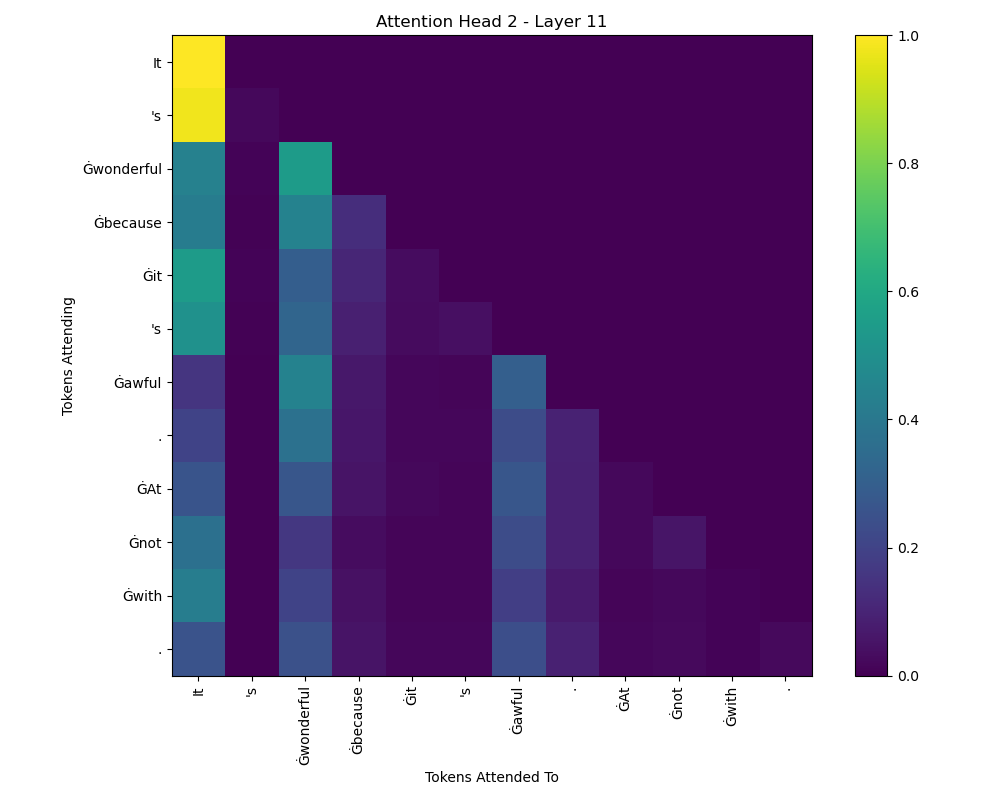 Attention Head 2 - Layer 11
It
's
Ġwonderful
Ġbecause
Ġit
's
Ġawful
.
ĠAt
Ġnot
Ġwith
.
Tokens Attending
It
's
Ġwonderful
Ġbecause
Ġit
's
Ġawful
.
ĠAt
Ġnot
Ġwith
.
Tokens Attended To
1.0
0.8
0.6
0.4
0.2
0.0